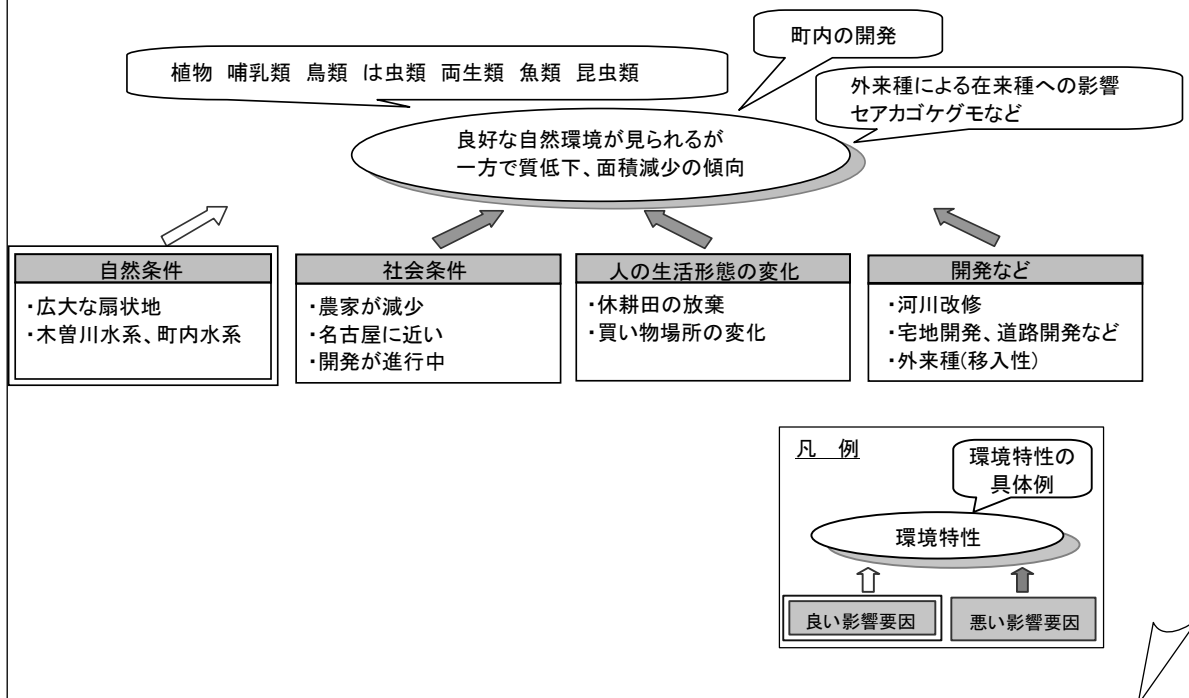 町内の開発
植物 哺乳類 鳥類 は虫類 両生類 魚類 昆虫類
外来種による在来種への影響
セアカゴケグモなど
良好な自然環境が見られるが
一方で質低下、面積減少の傾向
自然条件
・広大な扇状地
・木曽川水系、町内水系
社会条件
・農家が減少
・名古屋に近い
・開発が進行中
人の生活形態の変化
・休耕田の放棄
・買い物場所の変化
開発など
・河川改修
・宅地開発、道路開発など
・外来種(移入性)
凡 例
環境特性の
具体例
環境特性
良い影響要因
悪い影響要因